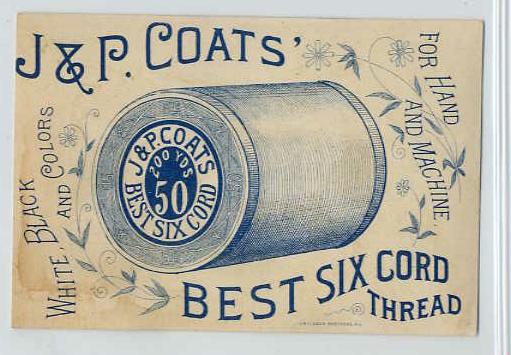 J & P. COATS'
FOR HAND
AND MACHINE.
WHITE, BLACK
AND COLORS
J & P. COATS
200 YDS
50
BEST SIX CORD
BEST SIX CORD
THREAD